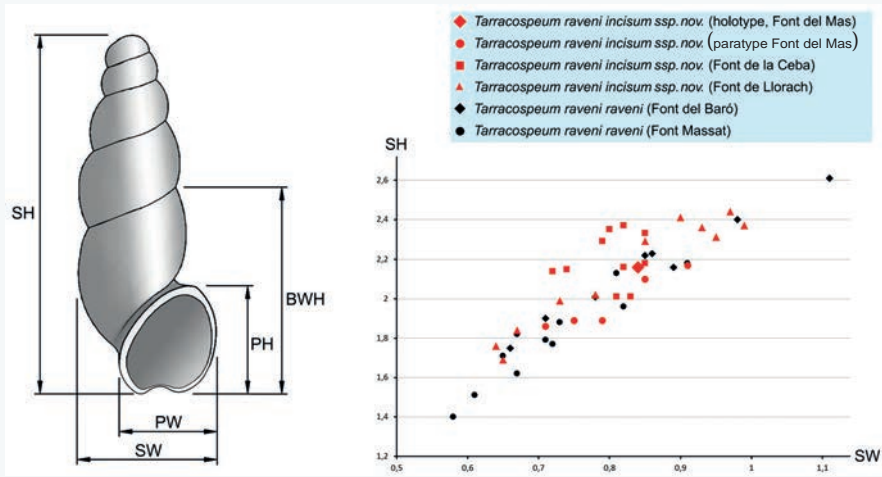 SH
BWH
PH
PW
SW
Tarracospeum raveni incisum ssp.nov. (holotype, Font del Mas)
Tarracospeum raveni incisum ssp.nov. (paratype Font del Mas)
Tarracospeum raveni incisum ssp.nov. (Font de la Ceba)
Tarracospeum raveni incisum ssp.nov. (Font de Llorach)
Tarracospeum raveni raveni (Font del Baró)
Tarracospeum raveni raveni (Font Massat)
SH
2,6
2,4
2,2
2
1,8
1,6
1,4
1,2
0,5 0,6 0,7 0,8 0,9 1 1,1 SW